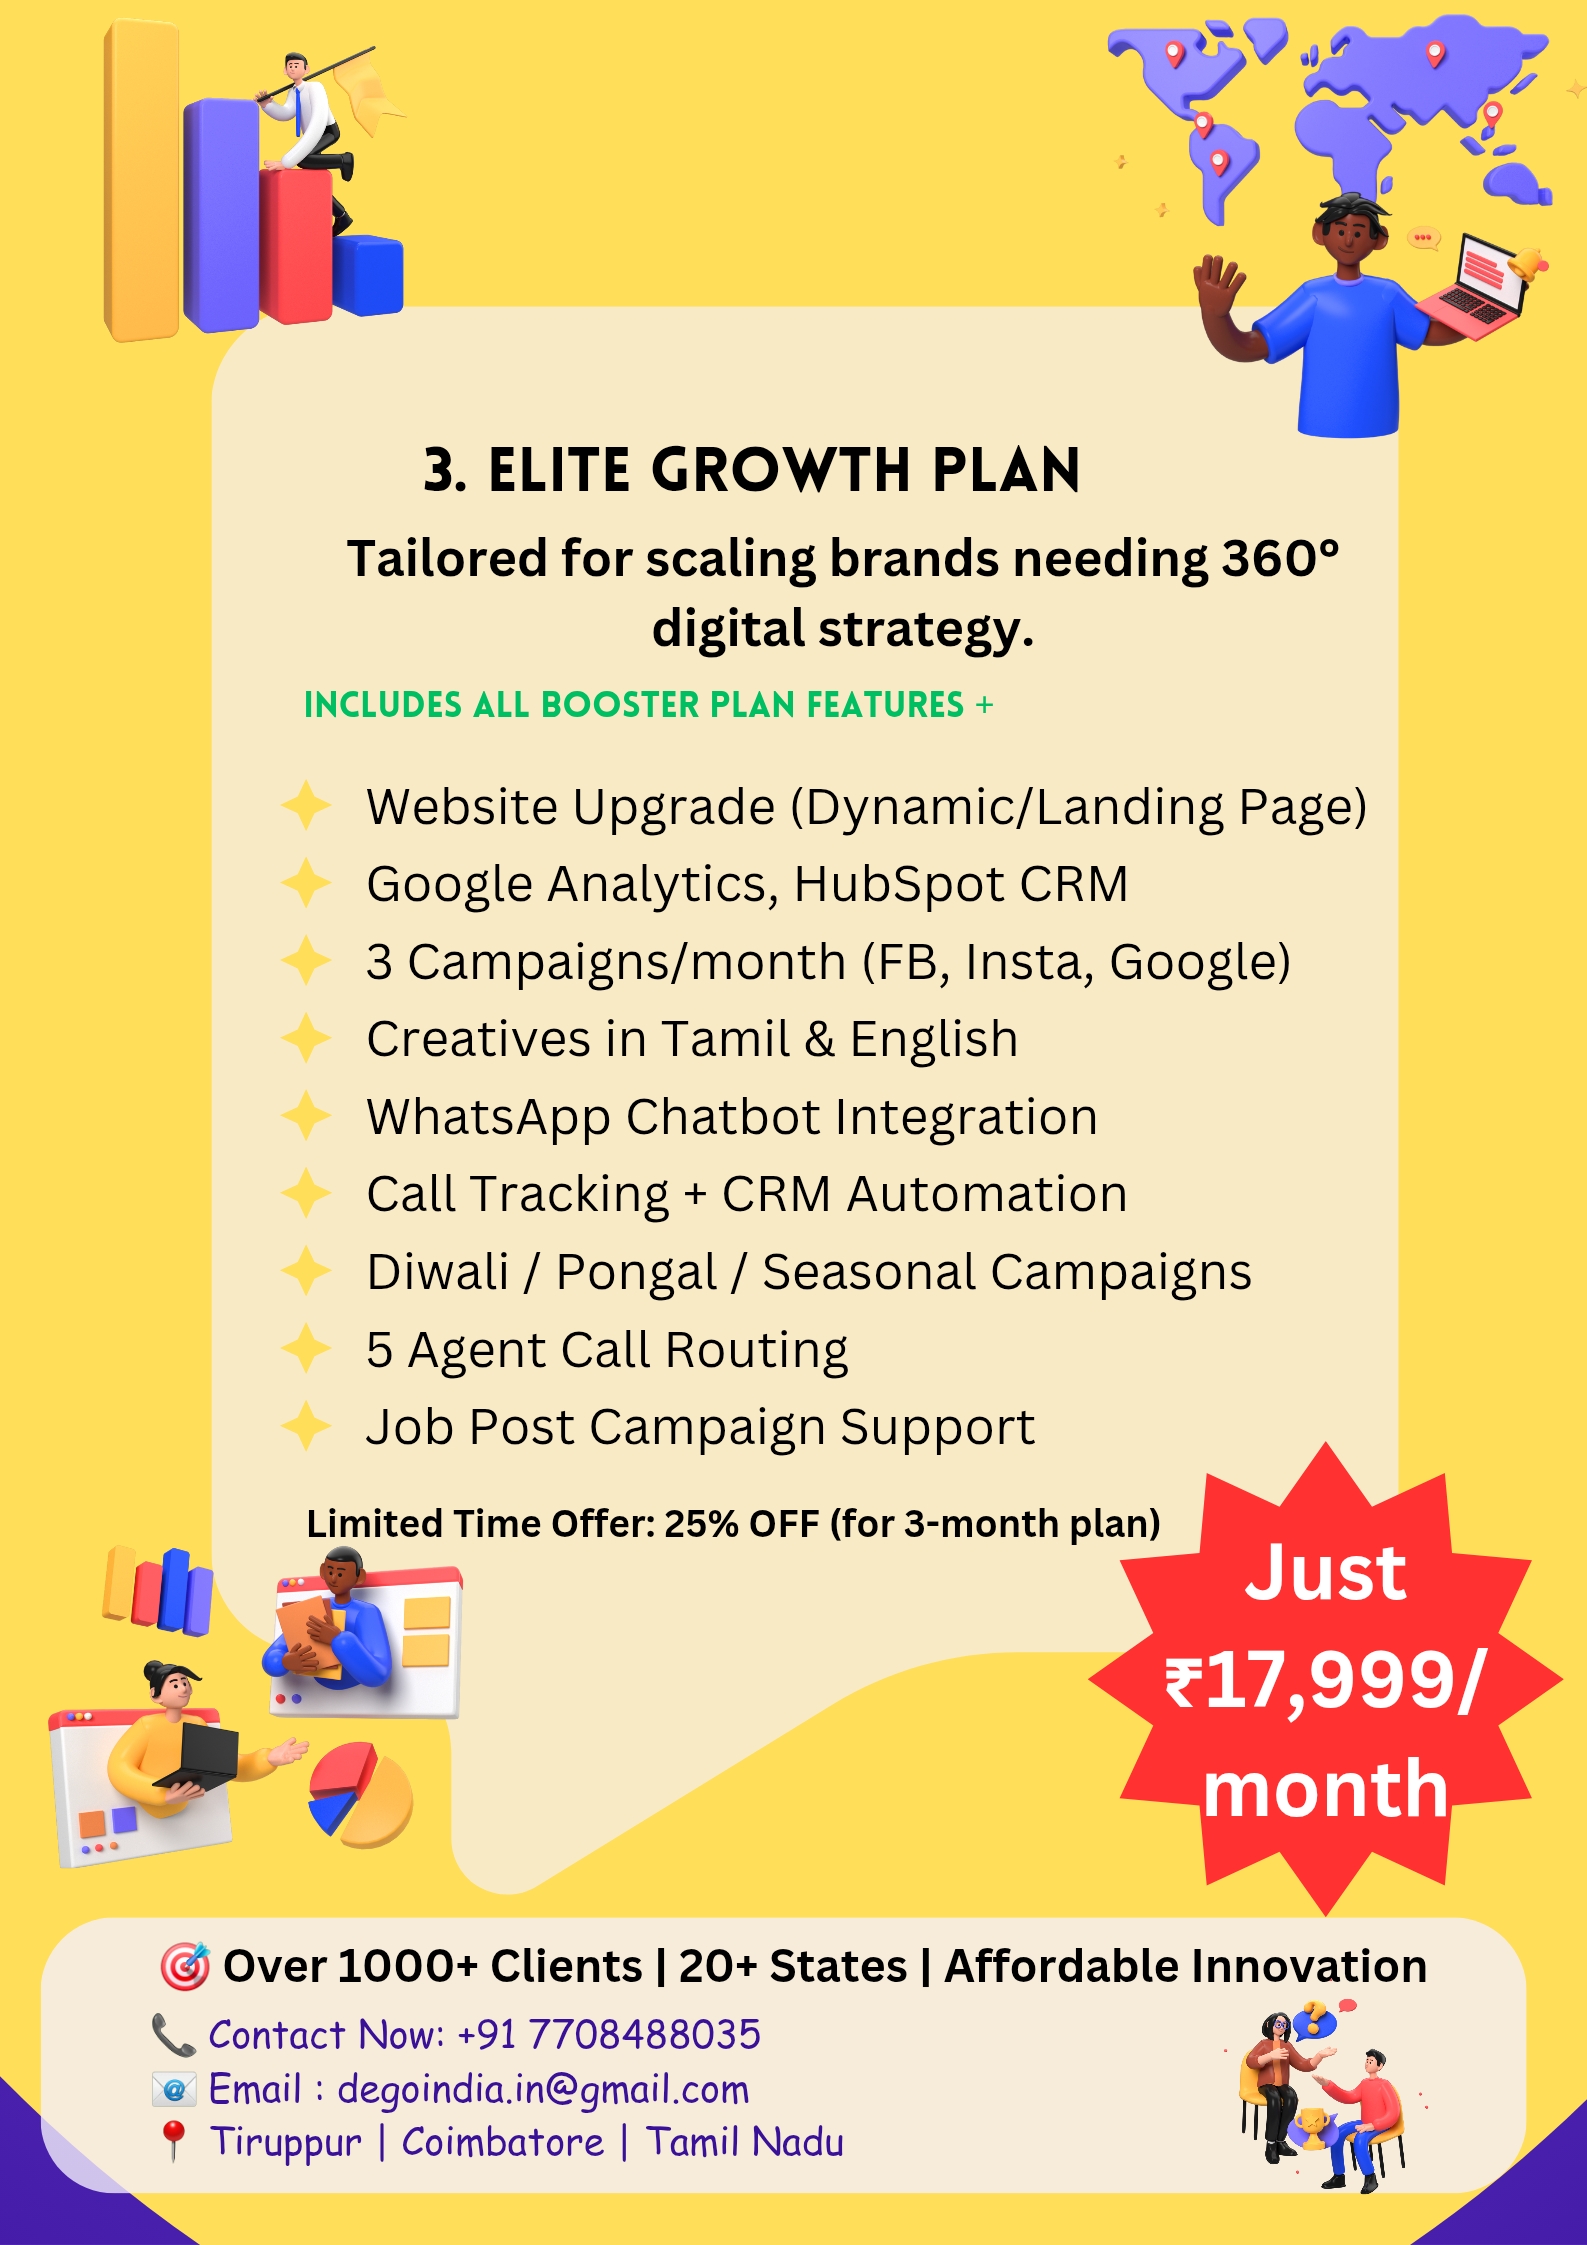 3. ELITE GROWTH PLAN
Tailored for scaling brands needing 360°
digital strategy.
INCLUDES ALL BOOSTER PLAN FEATURES +
Website Upgrade (Dynamic/Landing Page)
Google Analytics, HubSpot CRM
3 Campaigns/month (FB, Insta, Google)
Creatives in Tamil & English
WhatsApp Chatbot Integration
Call Tracking + CRM Automation
Diwali / Pongal / Seasonal Campaigns
5 Agent Call Routing
Job Post Campaign Support
Limited Time Offer: 25% OFF (for 3-month plan)
Just
₹17,999/
month
🎯 Over 1000+ Clients | 20+ States | Affordable Innovation
📞 Contact Now: +91 7708488035
📧 Email : degoindia.in@gmail.com
📍 Tiruppur | Coimbatore | Tamil Nadu